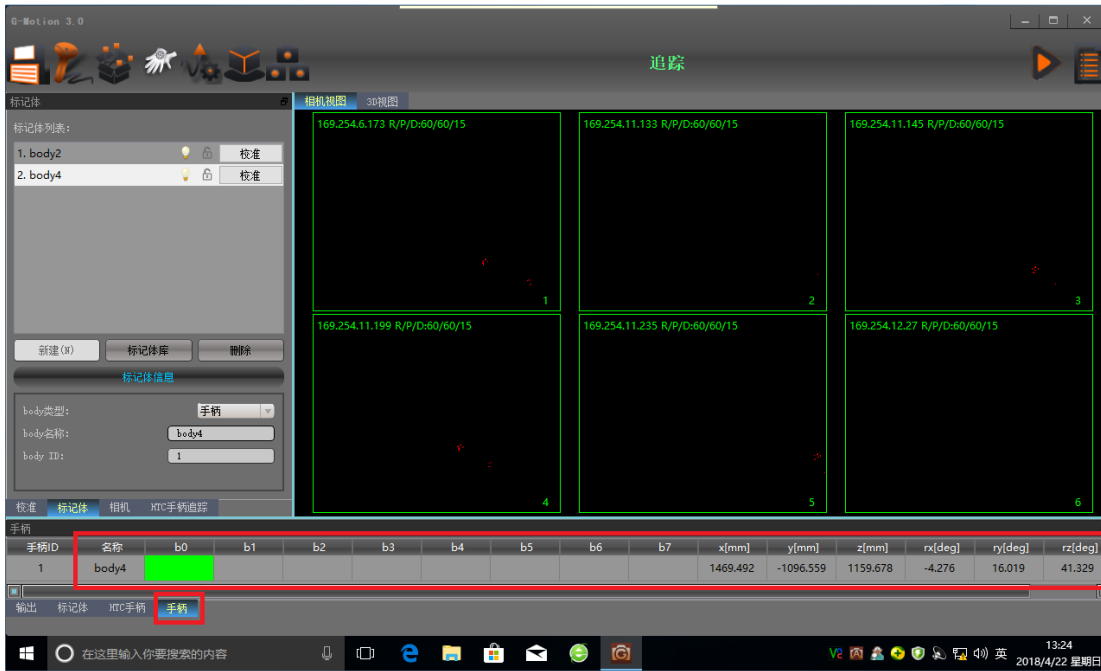 G-Motion 3.0
追踪
标记体
相机视图 3D视图
标记体列表:
1. body2 校准
2. body4 校准
新建(N) 标记体库 删除
标记体信息
body类型: 手柄
body名称: body4
body ID: 1
校准 标记体 相机 HTC手柄追踪
169.254.6.173 R/P/D:60/60/15
1
169.254.11.133 R/P/D:60/60/15
2
169.254.11.145 R/P/D:60/60/15
3
169.254.11.199 R/P/D:60/60/15
4
169.254.11.235 R/P/D:60/60/15
5
169.254.12.27 R/P/D:60/60/15
6
手柄
手柄ID 名称 b0 b1 b2 b3 b4 b5 b6 b7 x[mm] y[mm] z[mm] rx[deg] ry[deg] rz[deg]
1 body4 1469.492 -1096.559 1159.678 -4.276 16.019 41.329
输出 标记体 HTC手柄 手柄
在这里输入你要搜索的内容
英
13:24
2018/4/22 星期日